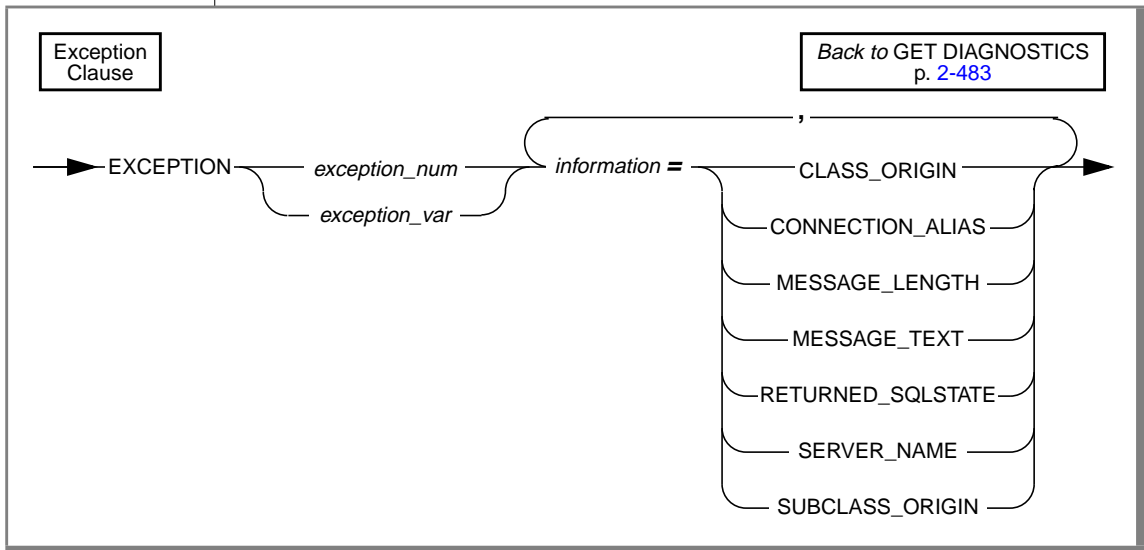 Exception
Clause
Back to GET DIAGNOSTICS
p. 2-483
,
EXCEPTION exception_num information = CLASS_ORIGIN
exception_var CONNECTION_ALIAS
MESSAGE_LENGTH
MESSAGE_TEXT
RETURNED_SQLSTATE
SERVER_NAME
SUBCLASS_ORIGIN